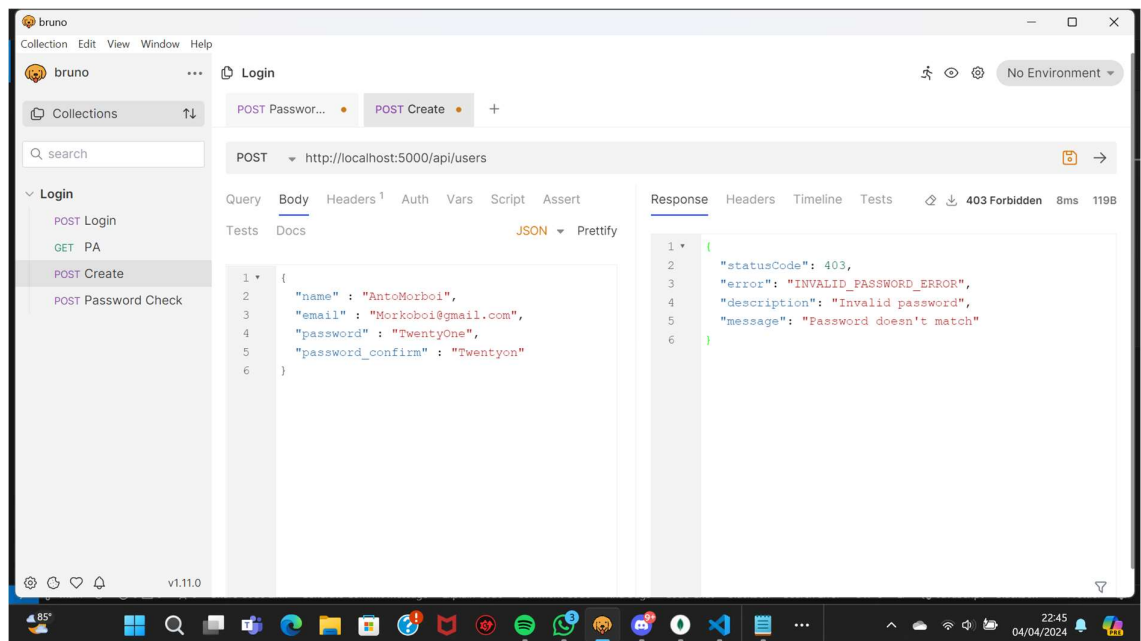 bruno
Collection Edit View Window Help
bruno ...
Login
No Environment
Collections
POST Passwor...
POST Create
+
search
POST http://localhost:5000/api/users
Login
POST Login
GET PA
POST Create
POST Password Check
Query Body Headers 1 Auth Vars Script Assert
Tests Docs JSON Prettify
1 {
2 "name" : "AntoMorboi",
3 "email" : "Morkoboi@gmail.com",
4 "password" : "TwentyOne",
5 "password_confirm" : "Twentyon"
6 }
Response Headers Timeline Tests 403 Forbidden 8ms 119B
1 {
2 "statusCode": 403,
3 "error": "INVALID_PASSWORD_ERROR",
4 "description": "Invalid password",
5 "message": "Password doesn't match"
6 }
v1.11.0
85°
22:45
04/04/2024